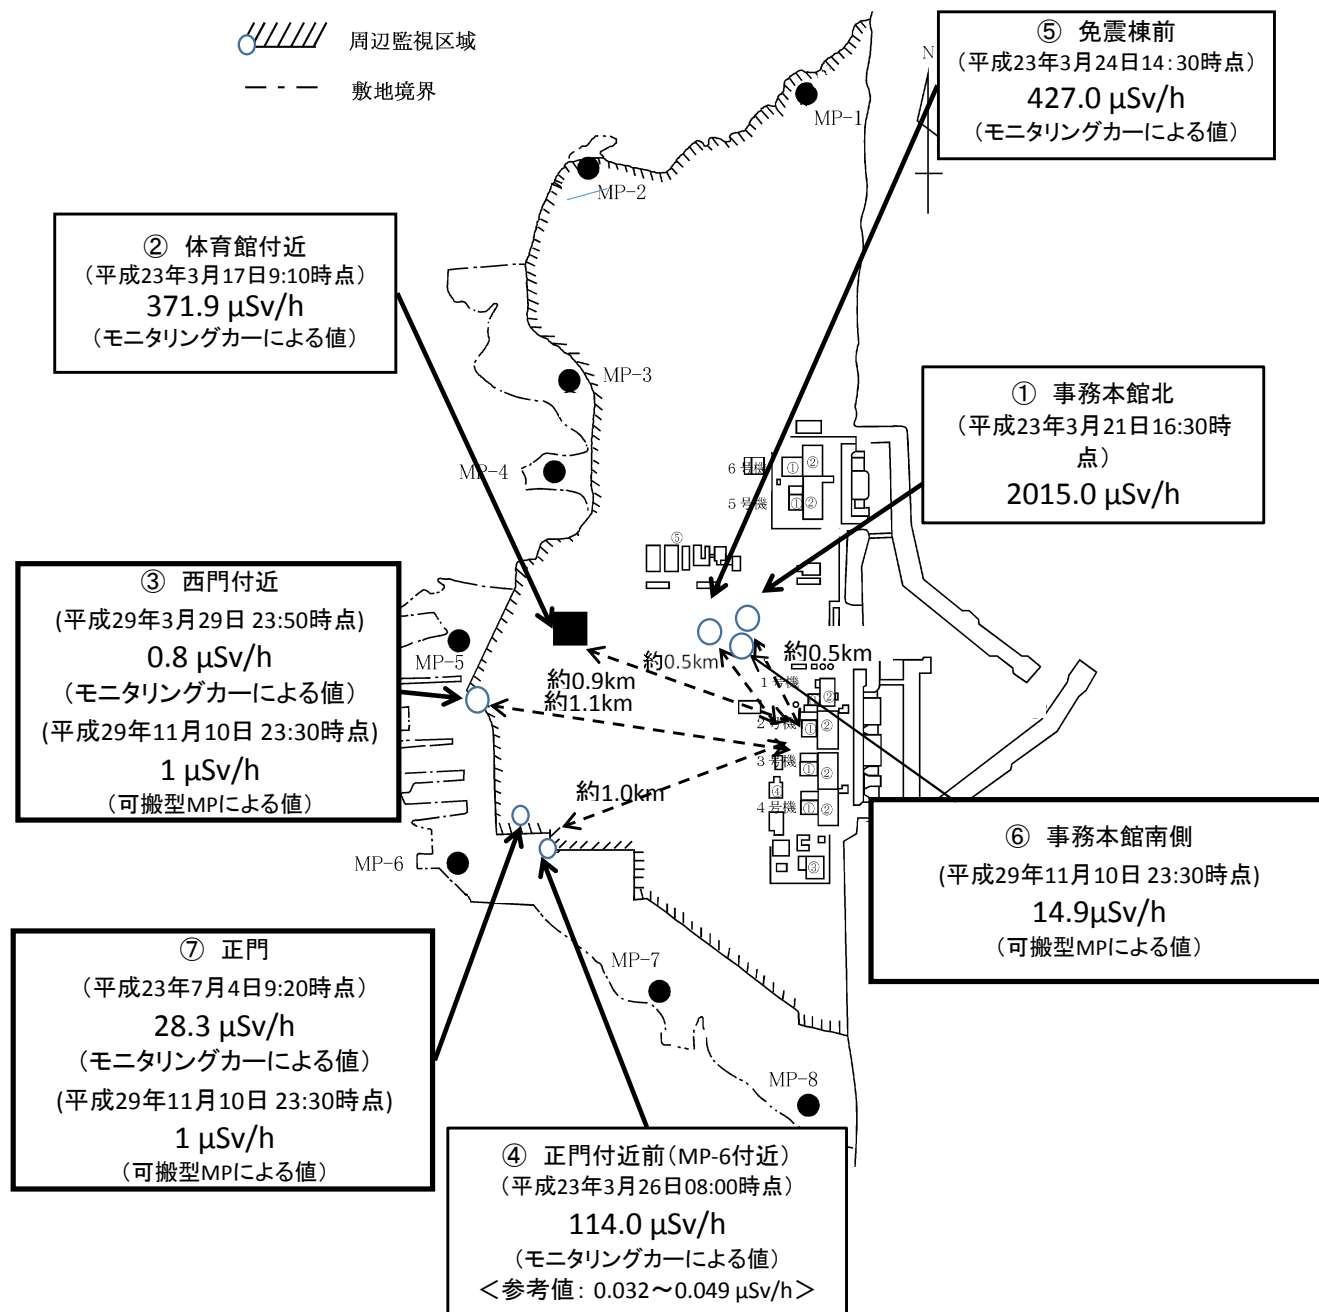 周辺監視区域
敷地境界
⑤ 免震棟前
(平成23年3月24日14:30時点)
427.0 μSv/h
(モニタリングカーによる値)
N
MP-1
MP-2
② 体育館付近
(平成23年3月17日9:10時点)
371.9 μSv/h
(モニタリングカーによる値)
MP-3
① 事務本館北
(平成23年3月21日16:30時
点)
2015.0 μSv/h
MP-4
6号機
① ②
5号機
① ②
⑤
③ 西門付近
(平成29年3月29日 23:50時点)
0.8 μSv/h
(モニタリングカーによる値)
(平成29年11月10日 23:30時点)
1 μSv/h
(可搬型MPによる値)
MP-5
約0.5km
約0.5km
約0.9km
約1.1km
1号機
②
2号機
① ②
3号機
① ②
④
4号機
① ②
③
約1.0km
MP-6
⑥ 事務本館南側
(平成29年11月10日 23:30時点)
14.9μSv/h
(可搬型MPによる値)
⑦ 正門
(平成23年7月4日9:20時点)
28.3 μSv/h
(モニタリングカーによる値)
(平成29年11月10日 23:30時点)
1 μSv/h
(可搬型MPによる値)
MP-7
MP-8
④ 正門付近前(MP-6付近)
(平成23年3月26日08:00時点)
114.0 μSv/h
(モニタリングカーによる値)
<参考値: 0.032~0.049 μSv/h>